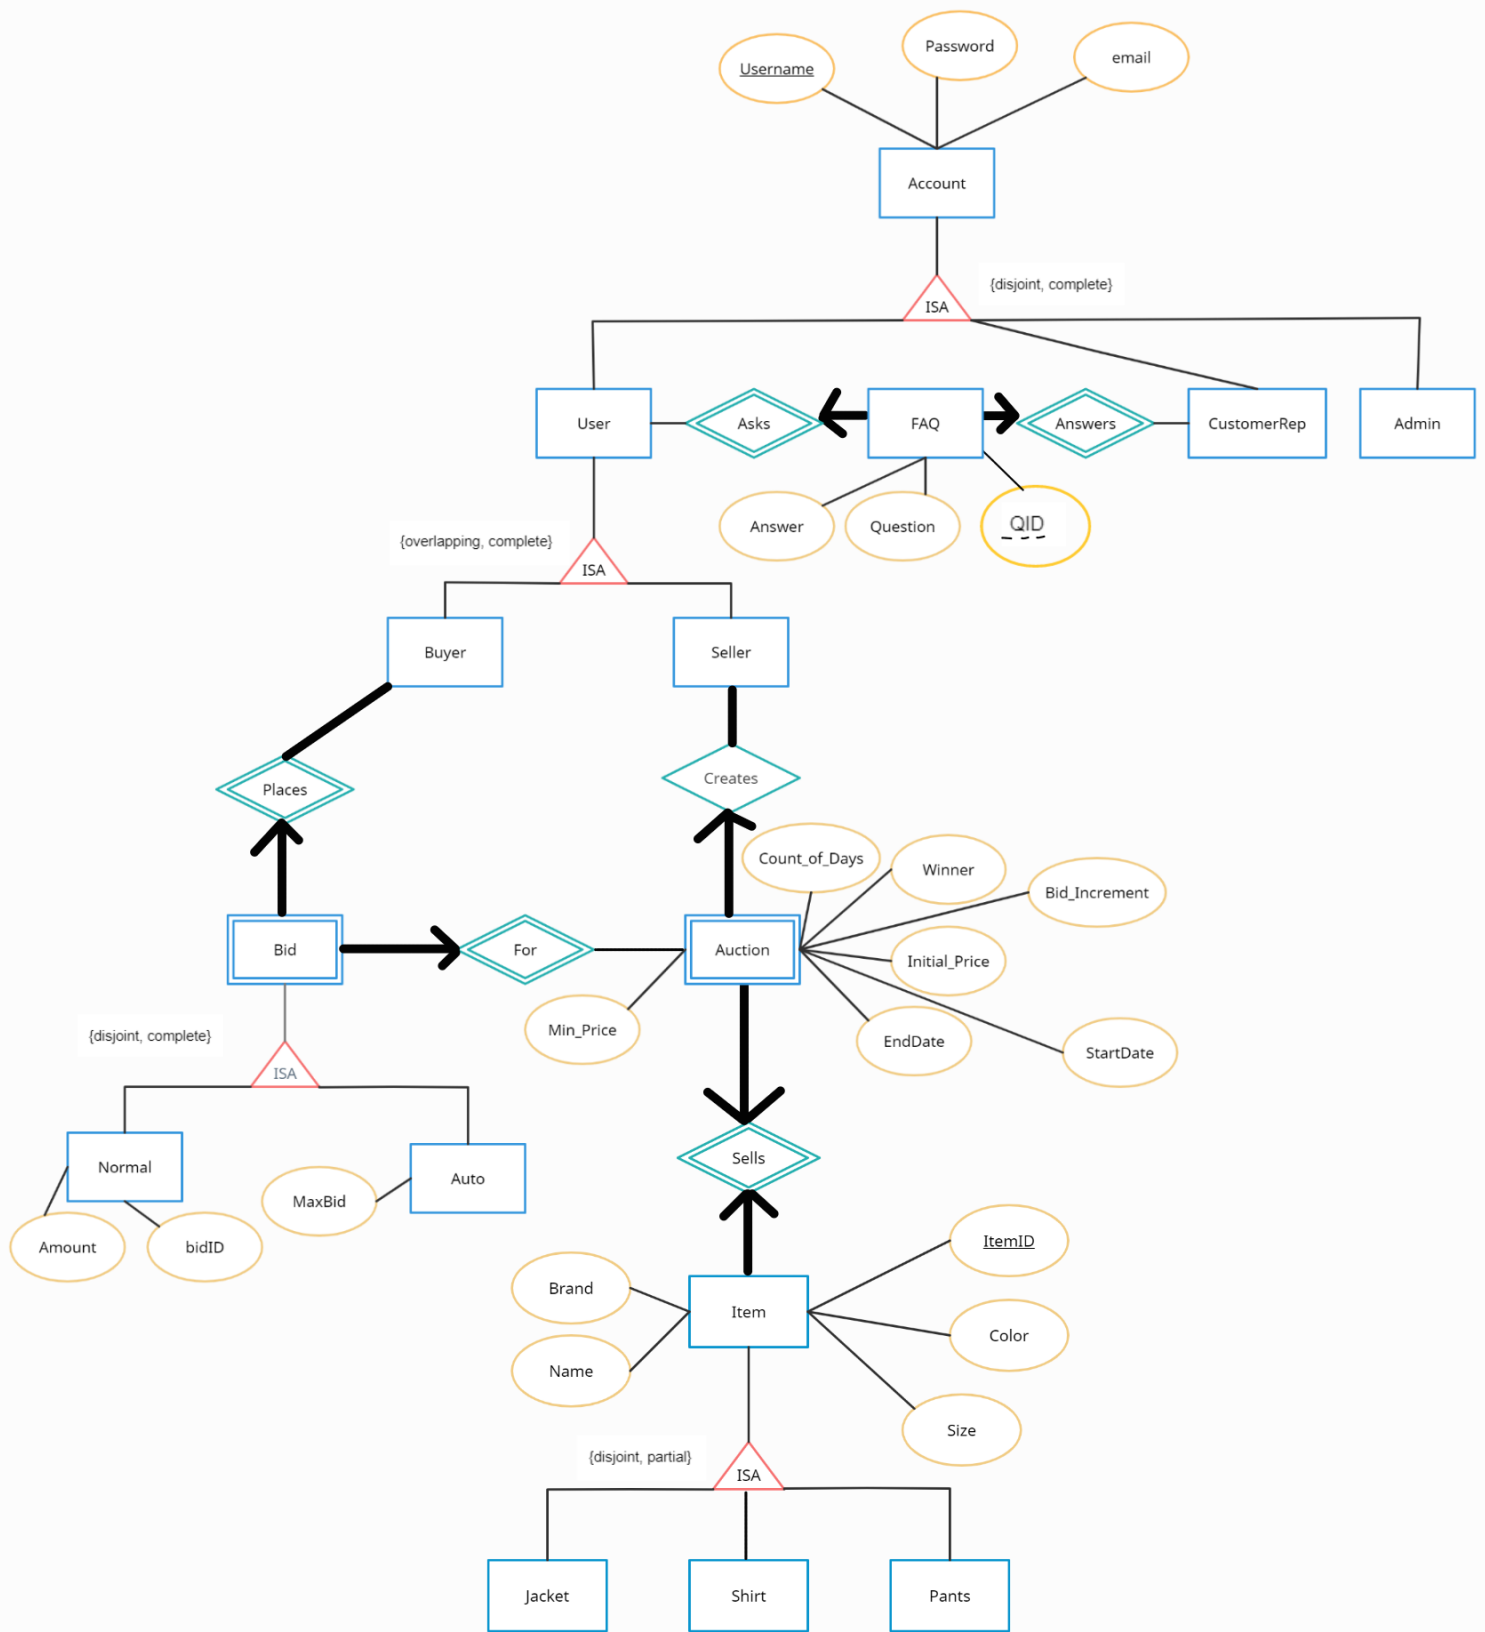 Username
Password
email
Account
{disjoint, complete}
ISA
User
Asks
FAQ
Answers
CustomerRep
Admin
Answer
Question
QID
{overlapping, complete}
ISA
Buyer
Seller
Places
Creates
Count_of_Days
Winner
Bid_Increment
Bid
For
Auction
Initial_Price
Min_Price
EndDate
StartDate
{disjoint, complete}
ISA
Normal
Auto
MaxBid
Amount
bidID
Sells
ItemID
Brand
Item
Color
Name
Size
{disjoint, partial}
ISA
Jacket
Shirt
Pants